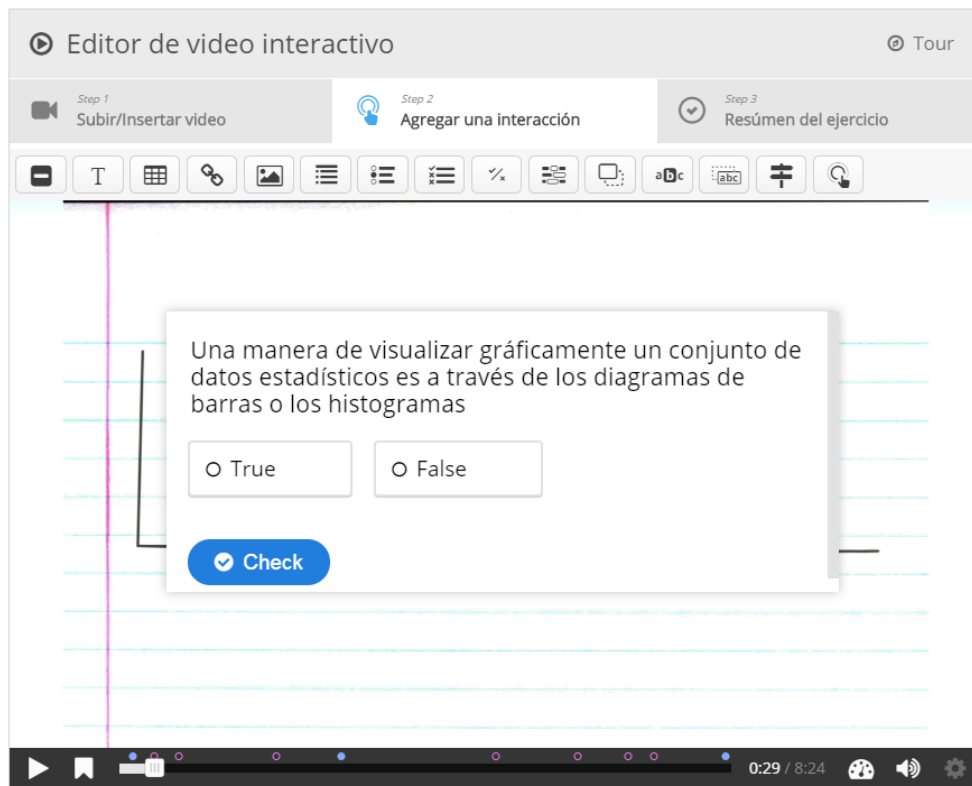 Editor de video interactivo
Tour
Step 1
Subir/Insertar video
Step 2
Agregar una interacción
Step 3
Resúmen del ejercicio
T
abc
abc
Una manera de visualizar gráficamente un conjunto de
datos estadísticos es a través de los diagramas de
barras o los histogramas
True
False
Check
0:29 / 8:24